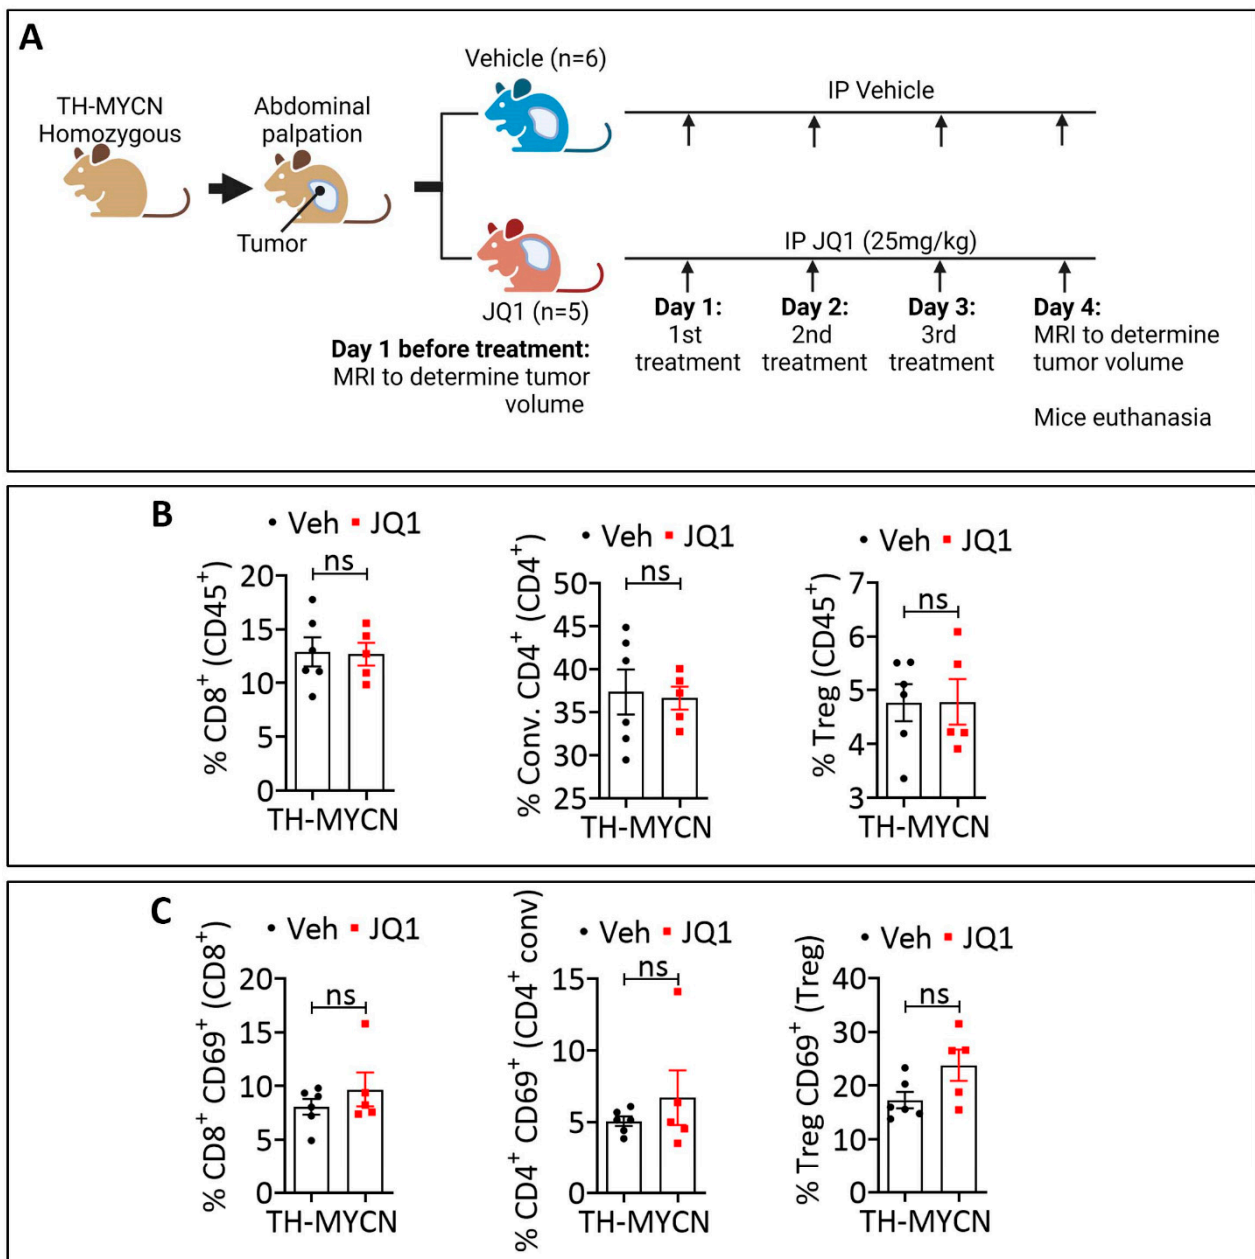 A
TH-MYCN
Homozygous
Abdominal
palpation
Tumor
Vehicle (n=6)
IP Vehicle
JQ1 (n=5)
IP JQ1 (25mg/kg)
Day 1 before treatment:
MRI to determine tumor
volume
Day 1:
1st
treatment
Day 2:
2nd
treatment
Day 3:
3rd
treatment
Day 4:
MRI to determine
tumor volume
Mice euthanasia
B
Veh JQ1
ns
% CD8⁺ (CD45⁺)
20
15
10
5
0
TH-MYCN
Veh JQ1
ns
% Conv. CD4⁺ (CD4⁺)
50
45
40
35
30
25
TH-MYCN
Veh JQ1
ns
% Treg (CD45⁺)
7
6
5
4
3
TH-MYCN
C
Veh JQ1
ns
% CD8⁺ CD69⁺ (CD8⁺)
20
15
10
5
0
TH-MYCN
Veh JQ1
ns
% CD4⁺ CD69⁺ (CD4⁺ conv)
15
10
5
0
TH-MYCN
Veh JQ1
ns
% Treg CD69⁺ (Treg)
40
30
20
10
0
TH-MYCN